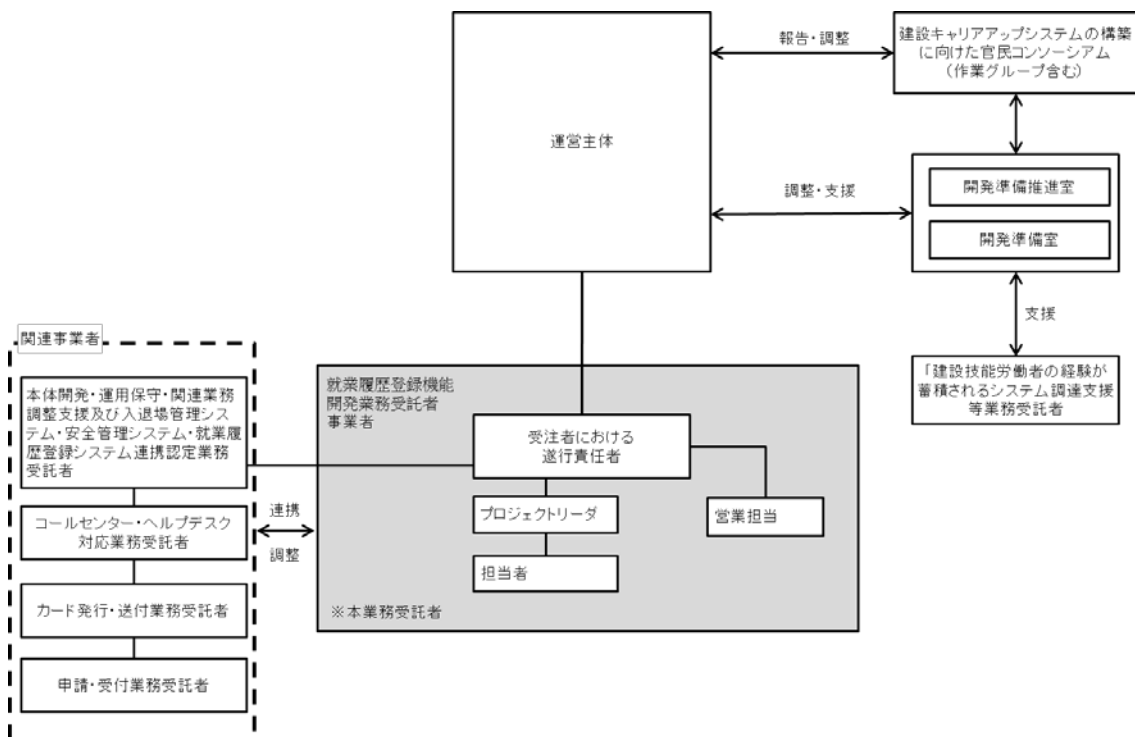 運営主体
報告・調整
建設キャリアアップシステムの構築
に向けた官民コンソーシアム
（作業グループ含む）
調整・支援
開発準備推進室
開発準備室
支援
「建設技能労働者の経験が
蓄積されるシステム調達支援
等業務受託者
関連事業者
本体開発・運用保守・関連業務
調整支援及び入退場管理シス
テム・安全管理システム・就業履
歴登録システム連携認定業務
受託者
コールセンター・ヘルプデスク
対応業務受託者
カード発行・送付業務受託者
申請・受付業務受託者
連携
調整
就業履歴登録機能
開発業務受託者
事業者
受注者における
遂行責任者
プロジェクトリーダ
営業担当
担当者
※本業務受託者